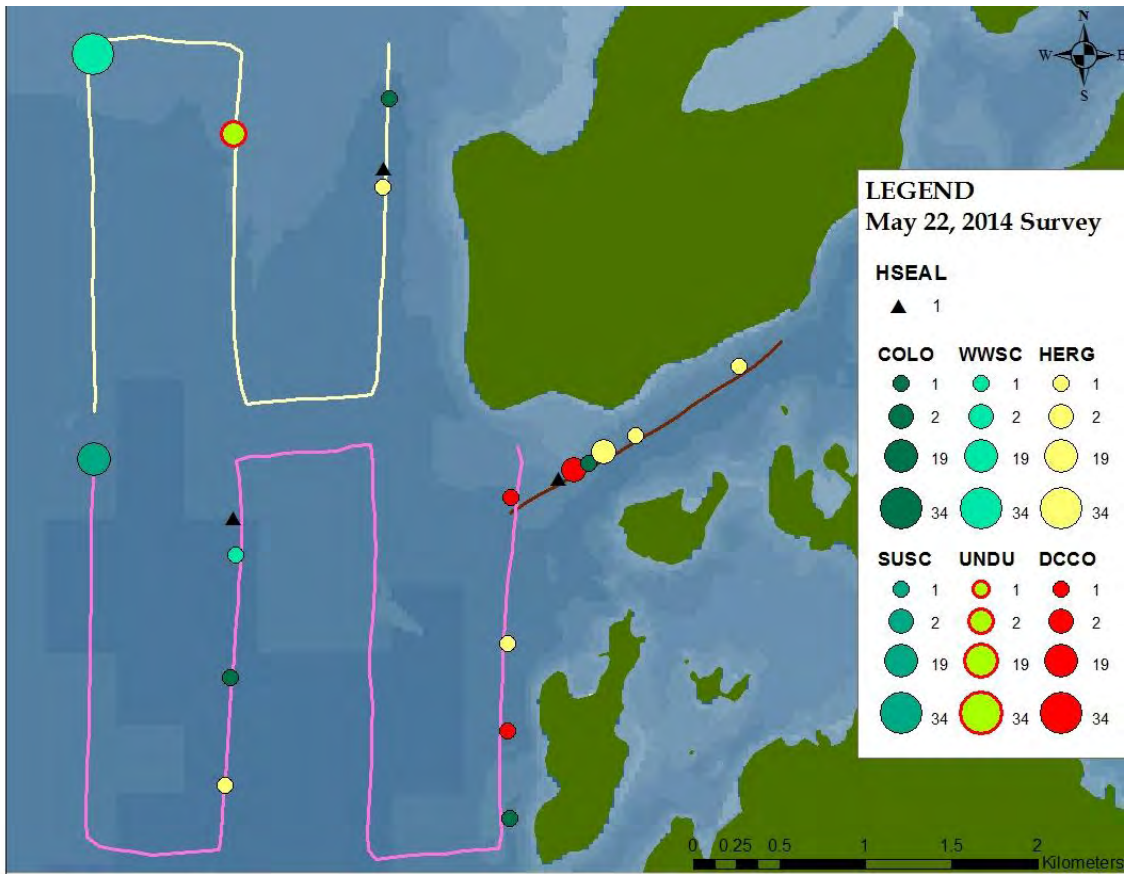 N
W E
S
LEGEND
May 22, 2014 Survey
HSEAL
1
COLO WWSC HERG
1 1 1
2 2 2
19 19 19
34 34 34
SUSC UNDU DCCO
1 1 1
2 2 2
19 19 19
34 34 34
0 0.25 0.5 1 1.5 2
Kilometers